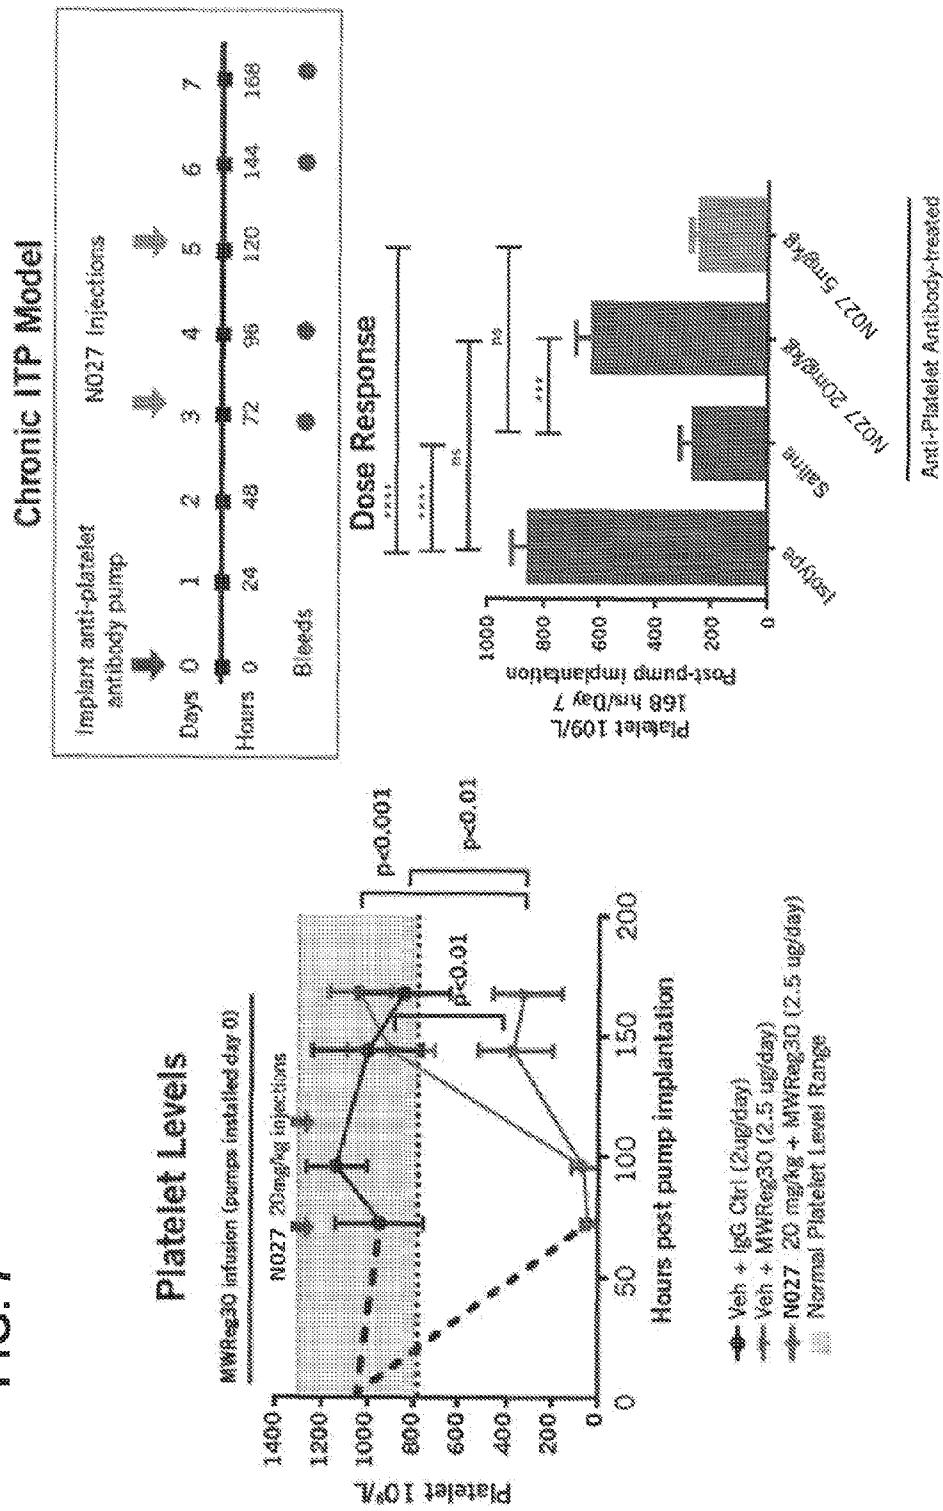 FIG. 7
Platelet Levels
MWReg30 infusion (pumps installed day 0)
N027 20mg/kg injections
1400
1200
1000
800
600
400
200
0
Platelet 10⁹/L
0
50
100
150
200
Hours post pump implantation
p<0.01
p<0.001
p<0.01
Veh + IgG Ctrl (2ug/day)
Veh + MWReg30 (2.5 ug/day)
N027 20 mg/kg + MWReg30 (2.5 ug/day)
Normal Platelet Level Range
Chronic ITP Model
Implant anti-platelet
antibody pump
N027 Injections
Days 0 1 2 3 4 5 6 7
Hours 0 24 48 72 96 120 144 168
Bleeds
Dose Response
****
****
ns
ns
***
1000
800
600
400
200
0
Platelet 109/L
168 hrs/Day 7
Post-pump implantation
Isotype
Saline
N027 20mg/kg
N027 5mg/kg
Anti-Platelet Antibody-treated